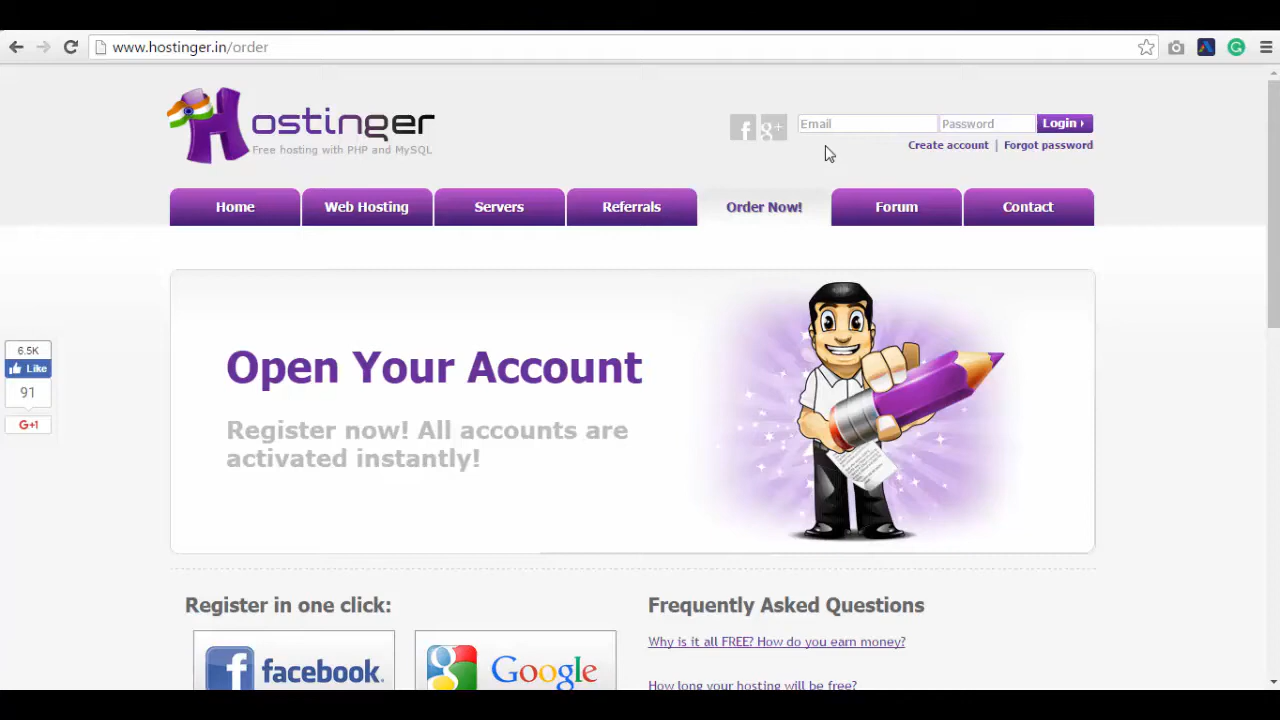 www.hostinger.in/order
Hostinger
Free hosting with PHP and MySQL
f g+ Email Password Login
Create account | Forgot password
Home Web Hosting Servers Referrals Order Now! Forum Contact
Open Your Account
Register now! All accounts are
activated instantly!
6.5K
Like
91
G+1
Register in one click:
facebook.
Google
Frequently Asked Questions
Why is it all FREE? How do you earn money?
How long your hosting will be free?